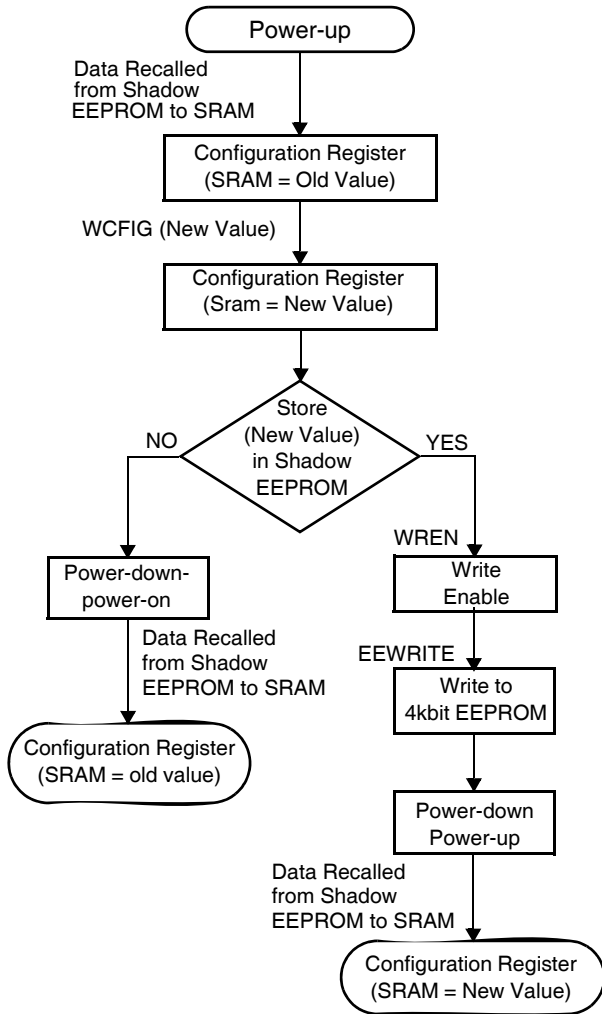 Power-up
Data Recalled
from Shadow
EEPROM to SRAM
Configuration Register
(SRAM = Old Value)
WCFIG (New Value)
Configuration Register
(Sram = New Value)
Store
(New Value)
in Shadow
EEPROM
NO
YES
Power-down-
power-on
Data Recalled
from Shadow
EEPROM to SRAM
Configuration Register
(SRAM = old value)
WREN
Write
Enable
EEWRITE
Write to
4kbit EEPROM
Power-down
Power-up
Data Recalled
from Shadow
EEPROM to SRAM
Configuration Register
(SRAM = New Value)